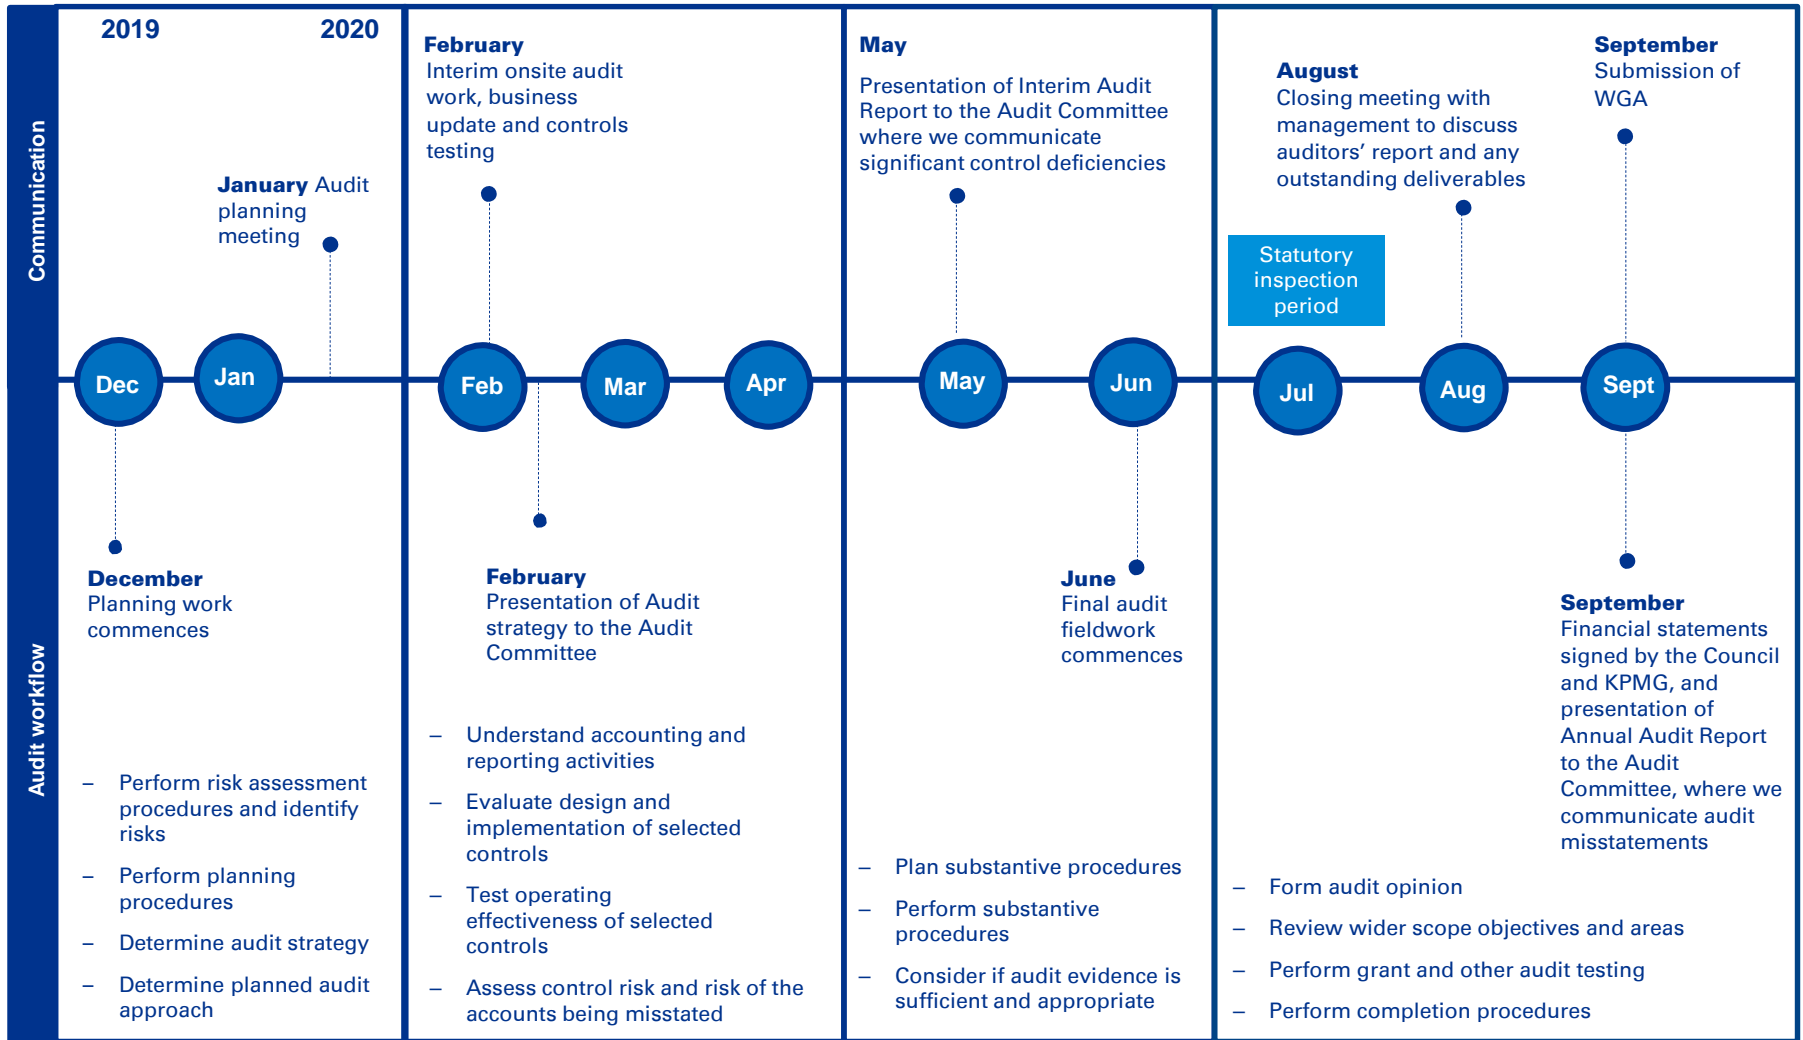 2019
2020
Communication
January Audit
planning
meeting
February
Interim onsite audit
work, business
update and controls
testing
May
Presentation of Interim Audit
Report to the Audit Committee
where we communicate
significant control deficiencies
August
Closing meeting with
management to discuss
auditors’ report and any
outstanding deliverables
September
Submission of
WGA
Statutory
inspection
period
Dec
Jan
Feb
Mar
Apr
May
Jun
Jul
Aug
Sept
Audit workflow
December
Planning work
commences
February
Presentation of Audit
strategy to the Audit
Committee
June
Final audit
fieldwork
commences
September
Financial statements
signed by the Council
and KPMG, and
presentation of
Annual Audit Report
to the Audit
Committee, where we
communicate audit
misstatements
– Perform risk assessment
procedures and identify
risks
– Perform planning
procedures
– Determine audit strategy
– Determine planned audit
approach
– Understand accounting and
reporting activities
– Evaluate design and
implementation of selected
controls
– Test operating
effectiveness of selected
controls
– Assess control risk and risk of the
accounts being misstated
– Plan substantive procedures
– Perform substantive
procedures
– Consider if audit evidence is
sufficient and appropriate
– Form audit opinion
– Review wider scope objectives and areas
– Perform grant and other audit testing
– Perform completion procedures